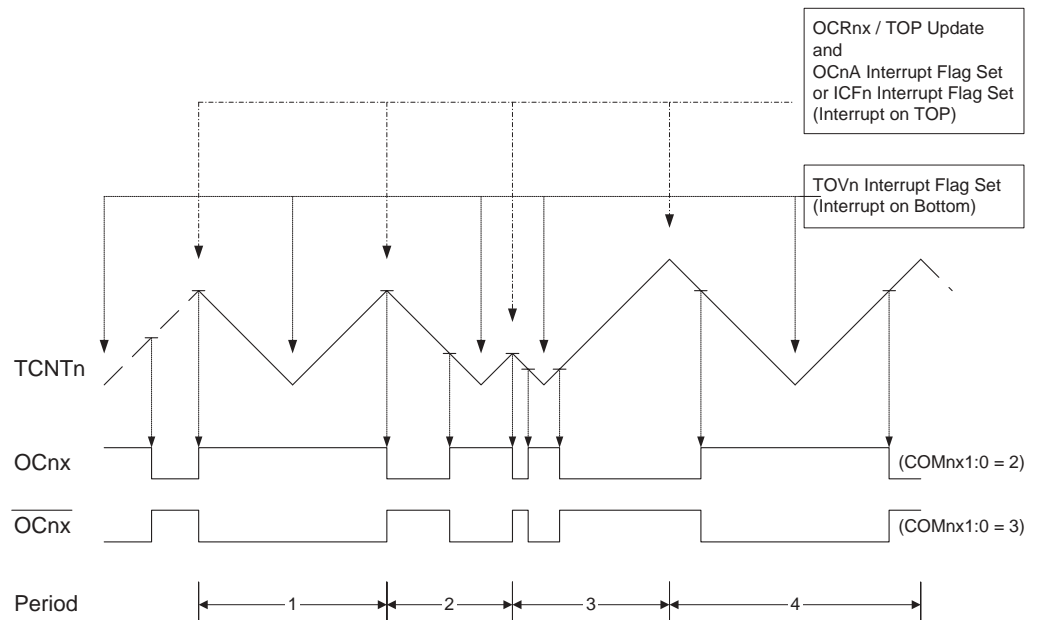 OCRnx / TOP Update
and
OCnA Interrupt Flag Set
or ICFn Interrupt Flag Set
(Interrupt on TOP)
TOVn Interrupt Flag Set
(Interrupt on Bottom)
TCNTn
OCnx
(COMnx1:0 = 2)
OCnx
(COMnx1:0 = 3)
Period
1
2
3
4